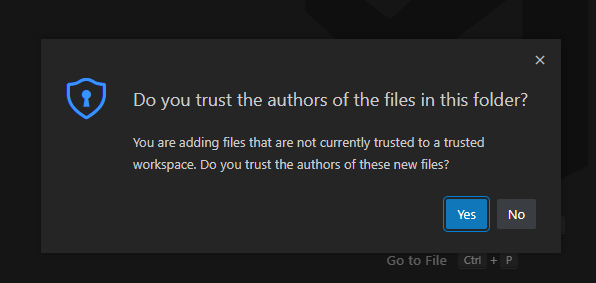 Do you trust the authors of the files in this folder?
You are adding files that are not currently trusted to a trusted
workspace. Do you trust the authors of these new files?
Yes No
Go to File Ctrl + P